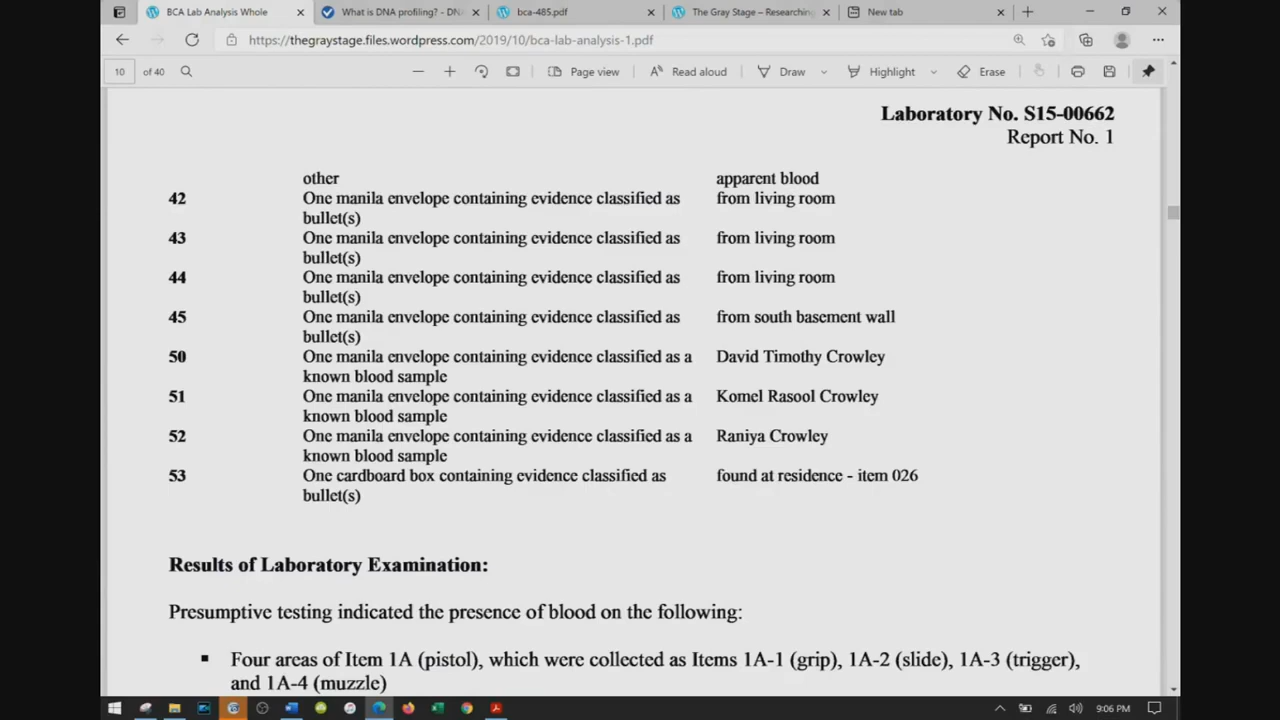 BCA Lab Analysis Whole
What is DNA profiling? - DN
bca-485.pdf
The Gray Stage – Researching
New tab
https://thegraystage.files.wordpress.com/2019/10/bca-lab-analysis-1.pdf
10 of 40
Page view
Read aloud
Draw
Highlight
Erase
Laboratory No. S15-00662
Report No. 1
other apparent blood
42 One manila envelope containing evidence classified as from living room
bullet(s)
43 One manila envelope containing evidence classified as from living room
bullet(s)
44 One manila envelope containing evidence classified as from living room
bullet(s)
45 One manila envelope containing evidence classified as from south basement wall
bullet(s)
50 One manila envelope containing evidence classified as a David Timothy Crowley
known blood sample
51 One manila envelope containing evidence classified as a Komel Rasool Crowley
known blood sample
52 One manila envelope containing evidence classified as a Raniya Crowley
known blood sample
53 One cardboard box containing evidence classified as found at residence - item 026
bullet(s)
Results of Laboratory Examination:
Presumptive testing indicated the presence of blood on the following:
▪ Four areas of Item 1A (pistol), which were collected as Items 1A-1 (grip), 1A-2 (slide), 1A-3 (trigger),
and 1A-4 (muzzle)
9:06 PM